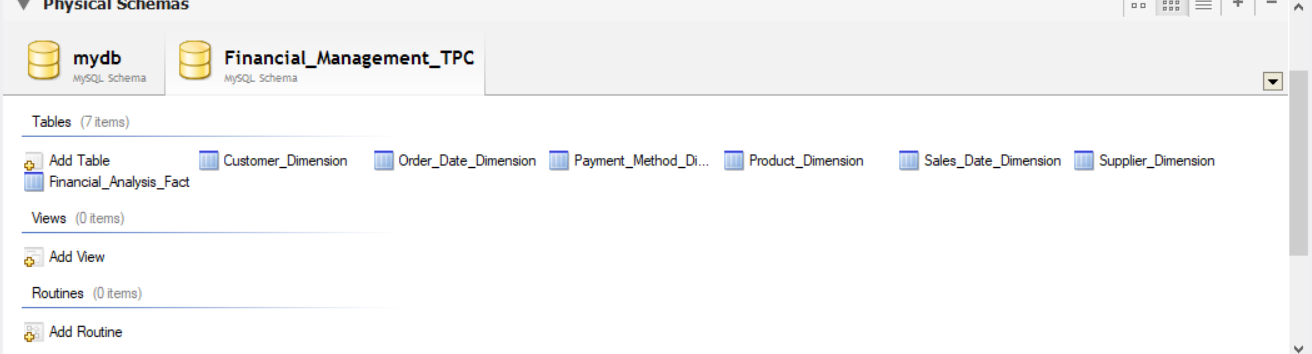 Physical Schemas
mydb
MySQL Schema
Financial_Management_TPC
MySQL Schema
Tables (7 items)
Add Table Customer_Dimension Order_Date_Dimension Payment_Method_Di... Product_Dimension Sales_Date_Dimension Supplier_Dimension
Financial_Analysis_Fact
Views (0 items)
Add View
Routines (0 items)
Add Routine